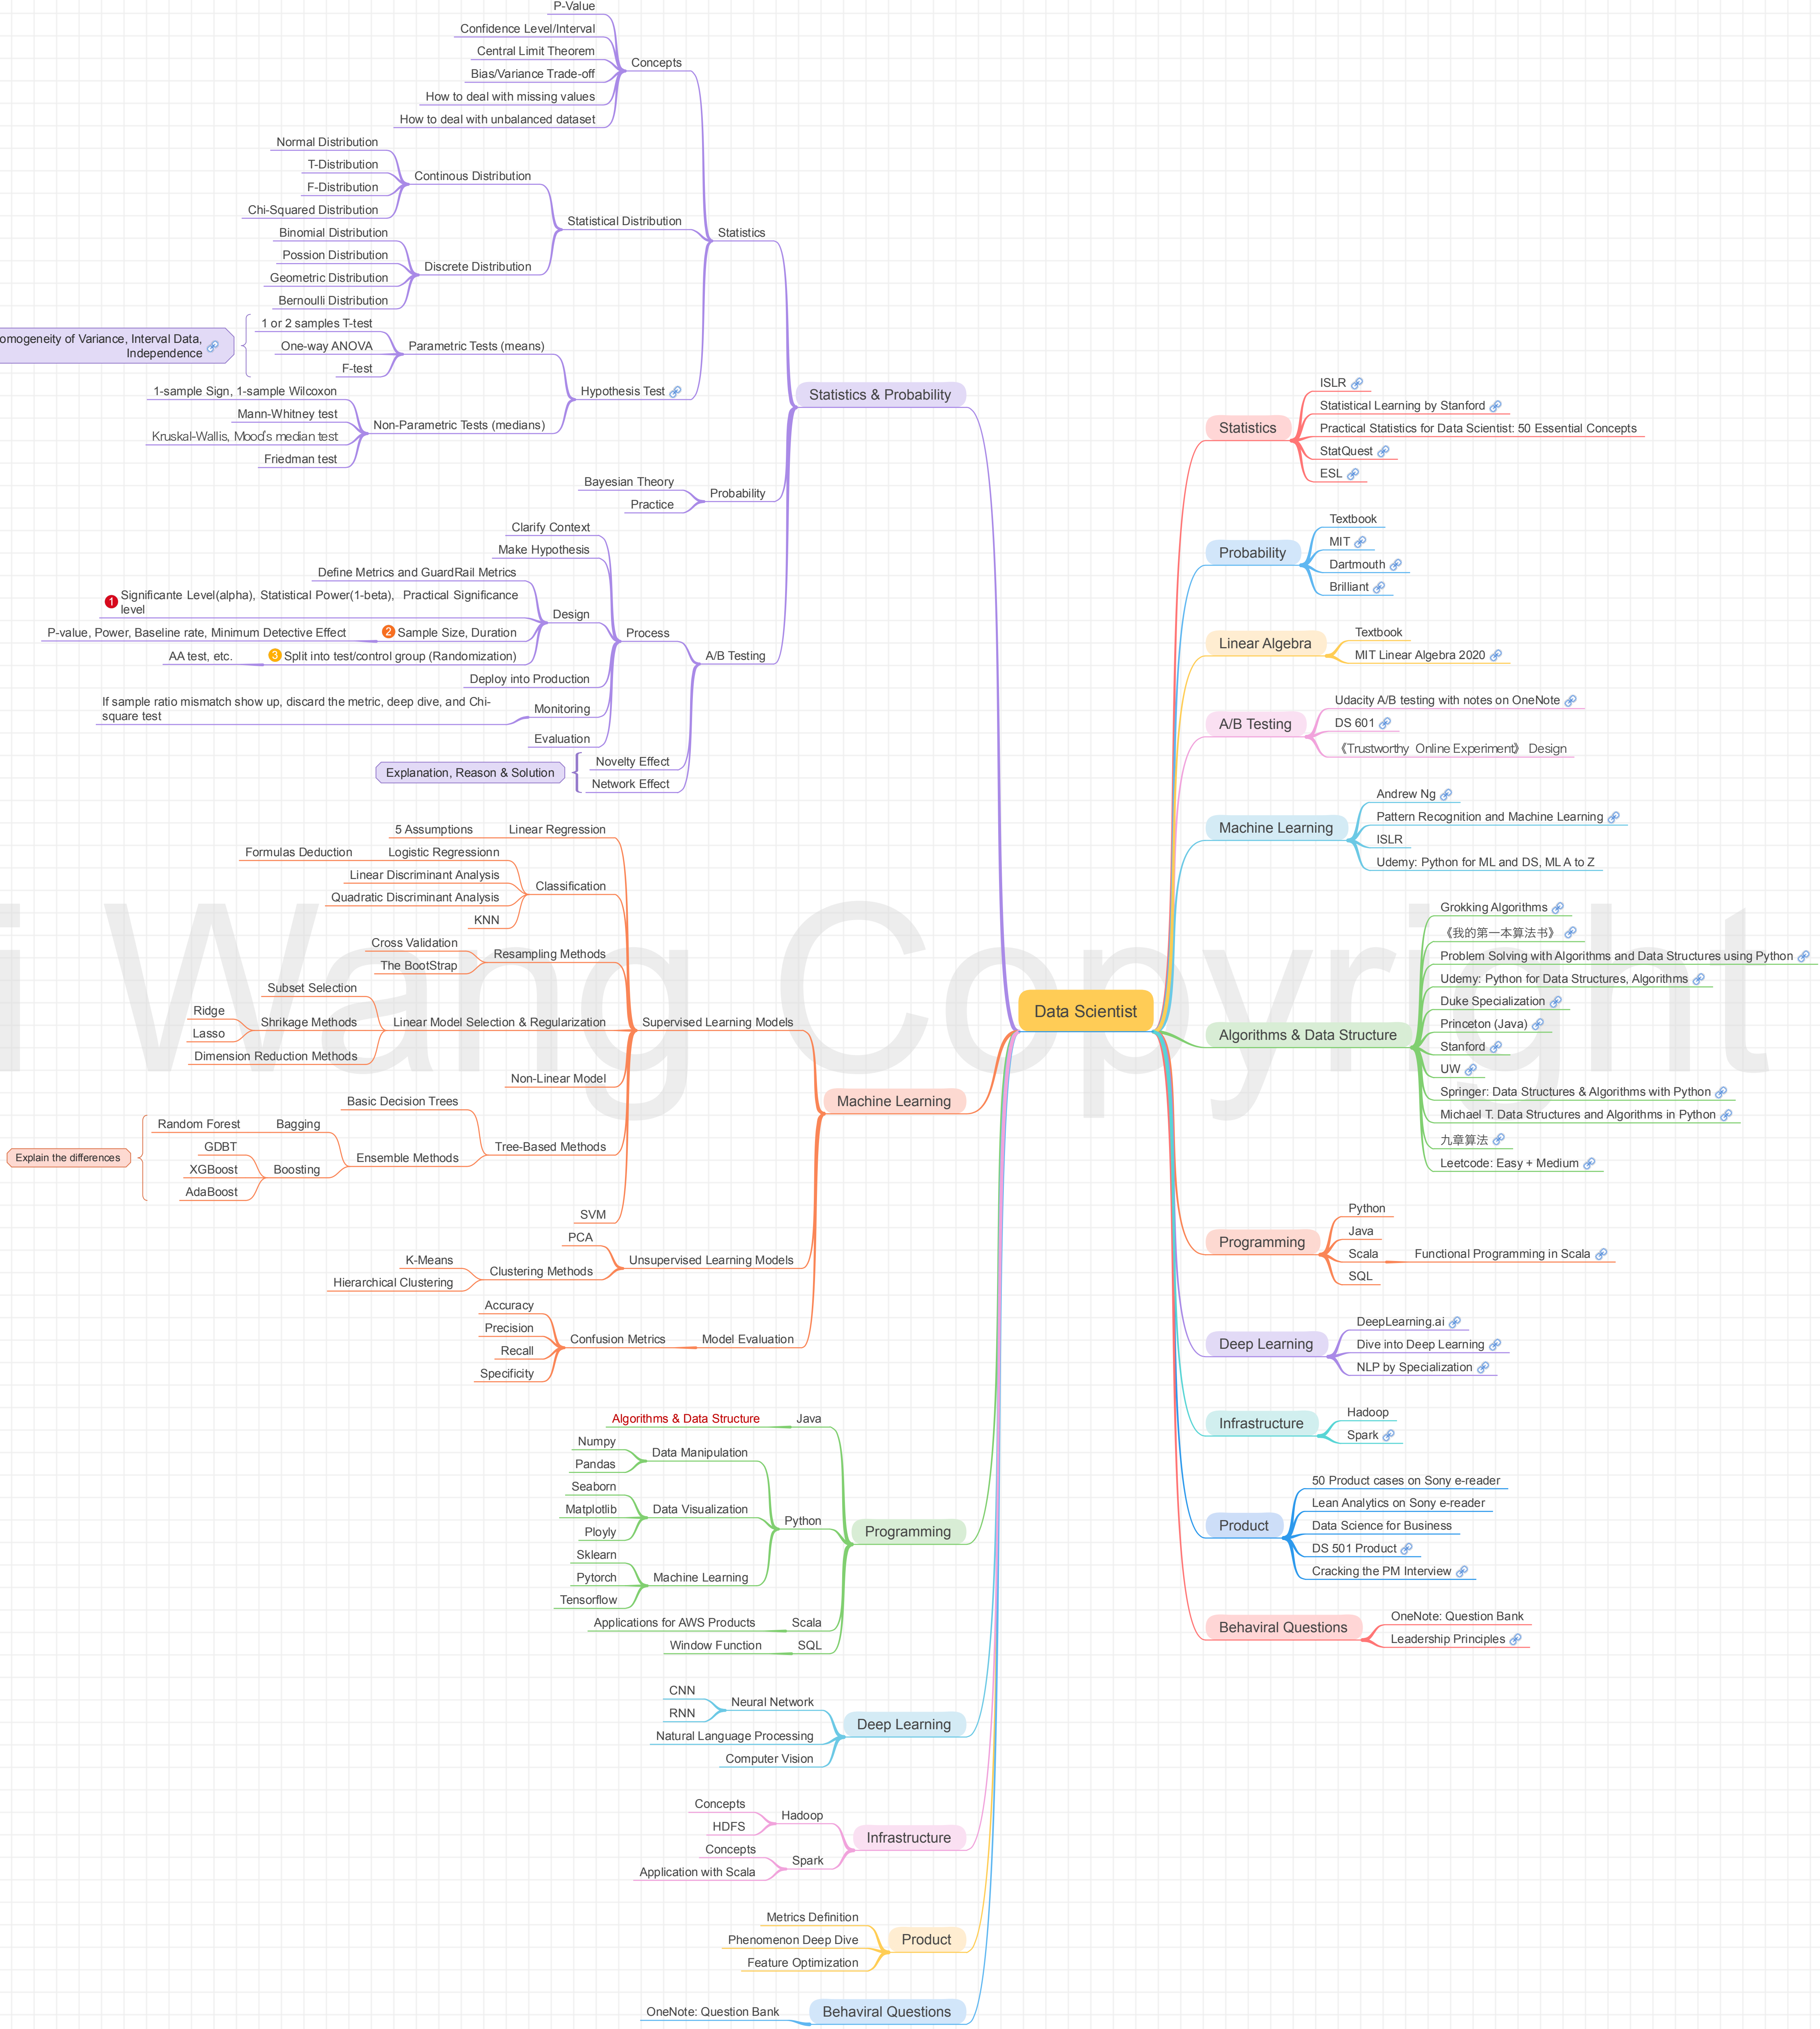 P-Value
Confidence Level/Interval
Central Limit Theorem
Bias/Variance Trade-off
How to deal with missing values
How to deal with unbalanced dataset
Concepts
Normal Distribution
T-Distribution
F-Distribution
Chi-Squared Distribution
Continous Distribution
Binomial Distribution
Possion Distribution
Geometric Distribution
Bernoulli Distribution
Discrete Distribution
Statistical Distribution
Statistics
of Variance, Interval Data,
Independence
1 or 2 samples T-test
One-way ANOVA
F-test
Parametric Tests (means)
1-sample Sign, 1-sample Wilcoxon
Mann-Whitney test
Kruskal-Wallis, Mood's median test
Friedman test
Non-Parametric Tests (medians)
Hypothesis Test
Statistics & Probability
Bayesian Theory
Practice
Probability
Clarify Context
Make Hypothesis
Define Metrics and GuardRail Metrics
1 Significante Level(alpha), Statistical Power(1-beta), Practical Significance
level
P-value, Power, Baseline rate, Minimum Detective Effect
2 Sample Size, Duration
AA test, etc.
3 Split into test/control group (Randomization)
Design
Process
A/B Testing
Deploy into Production
If sample ratio mismatch show up, discard the metric, deep dive, and Chi-
square test
Monitoring
Evaluation
Explanation, Reason & Solution
Novelty Effect
Network Effect
5 Assumptions
Linear Regression
Formulas Deduction
Logistic Regressionn
Linear Discriminant Analysis
Quadratic Discriminant Analysis
KNN
Classification
Cross Validation
The BootStrap
Resampling Methods
Subset Selection
Ridge
Lasso
Shrikage Methods
Dimension Reduction Methods
Linear Model Selection & Regularization
Supervised Learning Models
Non-Linear Model
Basic Decision Trees
Explain the differences
Random Forest
Bagging
GDBT
XGBoost
AdaBoost
Boosting
Ensemble Methods
Tree-Based Methods
SVM
Machine Learning
PCA
K-Means
Hierarchical Clustering
Clustering Methods
Unsupervised Learning Models
Accuracy
Precision
Recall
Specificity
Confusion Metrics
Model Evaluation
Algorithms & Data Structure
Java
Numpy
Pandas
Data Manipulation
Seaborn
Matplotlib
Ployly
Data Visualization
Python
Sklearn
Pytorch
Tensorflow
Machine Learning
Applications for AWS Products
Scala
Window Function
SQL
Programming
CNN
RNN
Neural Network
Natural Language Processing
Computer Vision
Deep Learning
Concepts
HDFS
Hadoop
Concepts
Application with Scala
Spark
Infrastructure
Metrics Definition
Phenomenon Deep Dive
Feature Optimization
Product
OneNote: Question Bank
Behaviral Questions
Data Scientist
Statistics
ISLR
Statistical Learning by Stanford
Practical Statistics for Data Scientist: 50 Essential Concepts
StatQuest
ESL
Probability
Textbook
MIT
Dartmouth
Brilliant
Linear Algebra
Textbook
MIT Linear Algebra 2020
A/B Testing
Udacity A/B testing with notes on OneNote
DS 601
《Trustworthy Online Experiment》 Design
Machine Learning
Andrew Ng
Pattern Recognition and Machine Learning
ISLR
Udemy: Python for ML and DS, ML A to Z
Algorithms & Data Structure
Grokking Algorithms
《我的第一本算法书》
Problem Solving with Algorithms and Data Structures using Python
Udemy: Python for Data Structures, Algorithms
Duke Specialization
Princeton (Java)
Stanford
UW
Springer: Data Structures & Algorithms with Python
Michael T. Data Structures and Algorithms in Python
九章算法
Leetcode: Easy + Medium
Programming
Python
Java
Scala
Functional Programming in Scala
SQL
Deep Learning
DeepLearning.ai
Dive into Deep Learning
NLP by Specialization
Infrastructure
Hadoop
Spark
Product
50 Product cases on Sony e-reader
Lean Analytics on Sony e-reader
Data Science for Business
DS 501 Product
Cracking the PM Interview
Behaviral Questions
OneNote: Question Bank
Leadership Principles
Wang Copyright